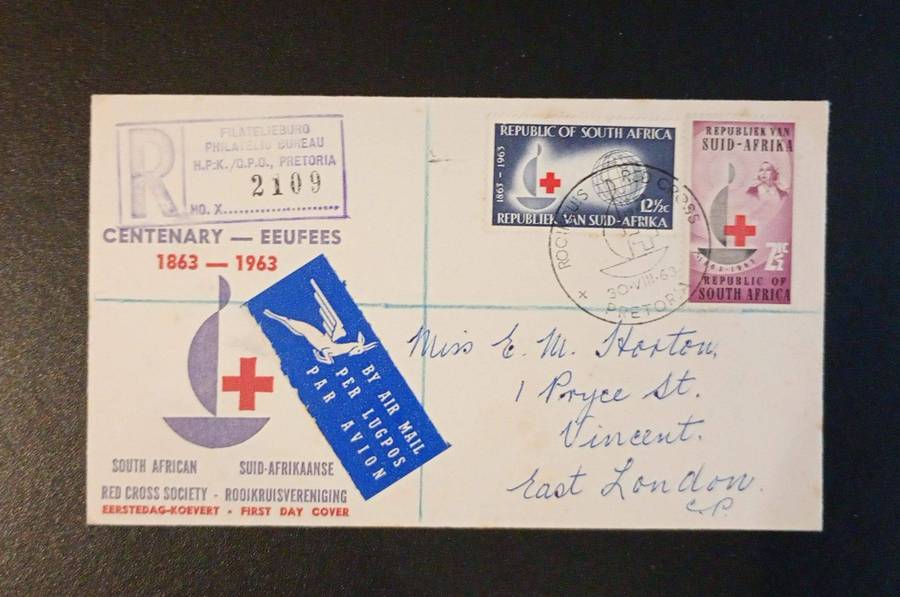 R
FILATELIEBURO
PHILATELIC BUREAU
H.P.K./G.P.O., PRETORIA
2109
NO. X
CENTENARY — EEUFEES
1863 — 1963
BY AIR MAIL
PER LUGPOS
PAR AVION
SOUTH AFRICAN SUID-AFRIKAANSE
RED CROSS SOCIETY - ROOIKRUISVERENIGING
EERSTEDAG-KOEVERT - FIRST DAY COVER
REPUBLIC OF SOUTH AFRICA
1863 - 1963
12½c
REPUBLIEK VAN SUID-AFRIKA
REPUBLIEK VAN
SUID-AFRIKA
1863-1963
2½c
REPUBLIC OF
SOUTH AFRICA
RED CROSS
30·VIII·63
PRETORIA
Miss E. M. Horton,
1 Pryce St.
Vincent.
East London.
C.P.